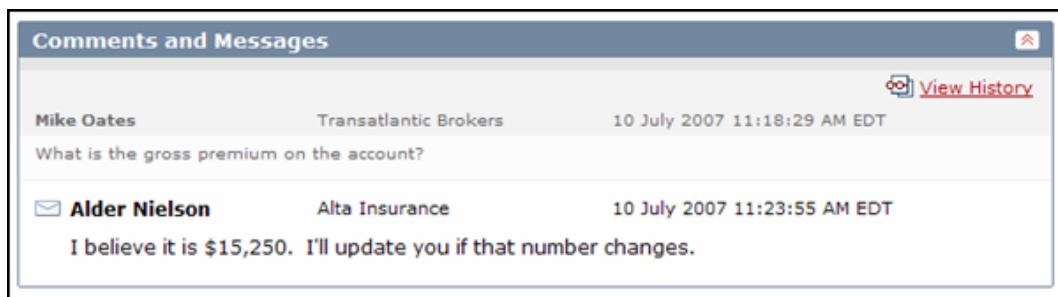 Comments and Messages
View History
Mike Oates Transatlantic Brokers 10 July 2007 11:18:29 AM EDT
What is the gross premium on the account?
Alder Nielson Alta Insurance 10 July 2007 11:23:55 AM EDT
I believe it is $15,250. I'll update you if that number changes.